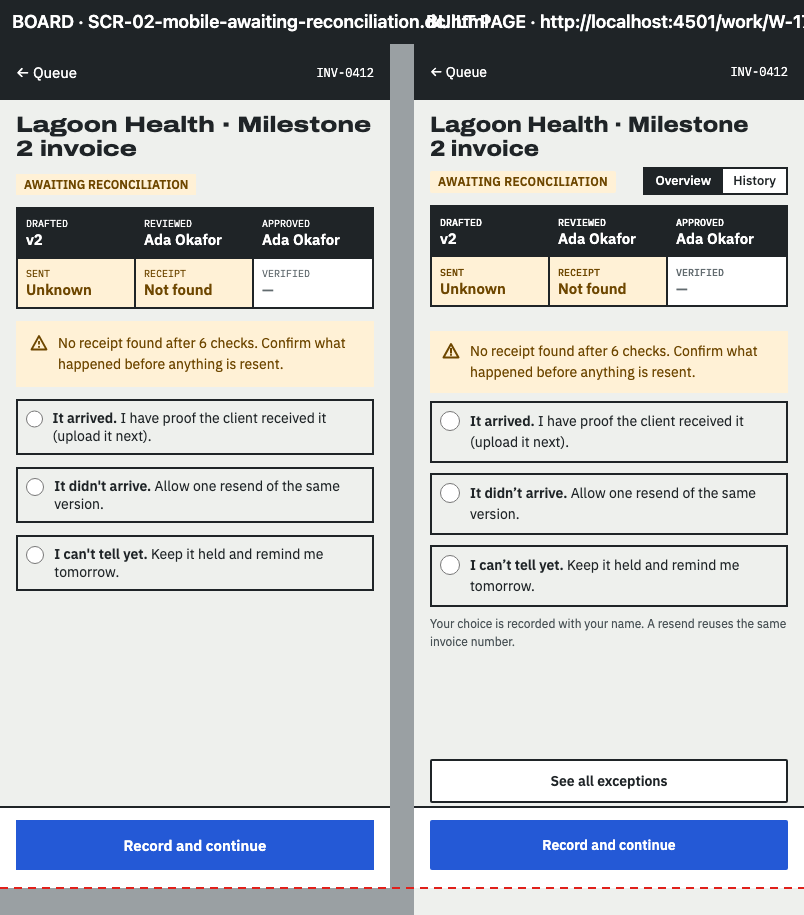 BOARD · SCR-02-mobile-awaiting-reconciliation.
BUILT PAGE · http://localhost:4501/work/W-17
← Queue
INV-0412
Lagoon Health · Milestone
2 invoice
AWAITING RECONCILIATION
DRAFTED
v2
REVIEWED
Ada Okafor
APPROVED
Ada Okafor
SENT
Unknown
RECEIPT
Not found
VERIFIED
—
No receipt found after 6 checks. Confirm what
happened before anything is resent.
It arrived. I have proof the client received it
(upload it next).
It didn't arrive. Allow one resend of the same
version.
I can't tell yet. Keep it held and remind me
tomorrow.
Record and continue
← Queue
INV-0412
Lagoon Health · Milestone
2 invoice
AWAITING RECONCILIATION
Overview
History
DRAFTED
v2
REVIEWED
Ada Okafor
APPROVED
Ada Okafor
SENT
Unknown
RECEIPT
Not found
VERIFIED
—
No receipt found after 6 checks. Confirm what
happened before anything is resent.
It arrived. I have proof the client received it
(upload it next).
It didn’t arrive. Allow one resend of the same
version.
I can’t tell yet. Keep it held and remind me
tomorrow.
Your choice is recorded with your name. A resend reuses the same
invoice number.
See all exceptions
Record and continue